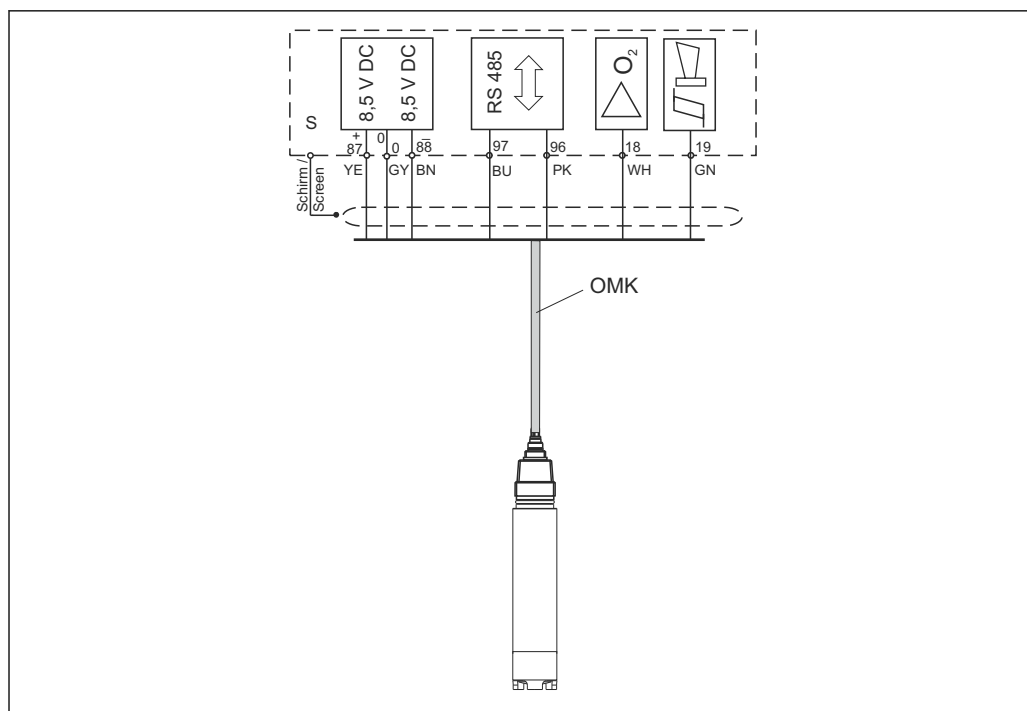 8,5 V DC
8,5 V DC
RS 485
O₂
S
+
0
–
87
0
88
97
96
18
19
YE
GY
BN
BU
PK
WH
GN
Schirm /
Screen
OMK